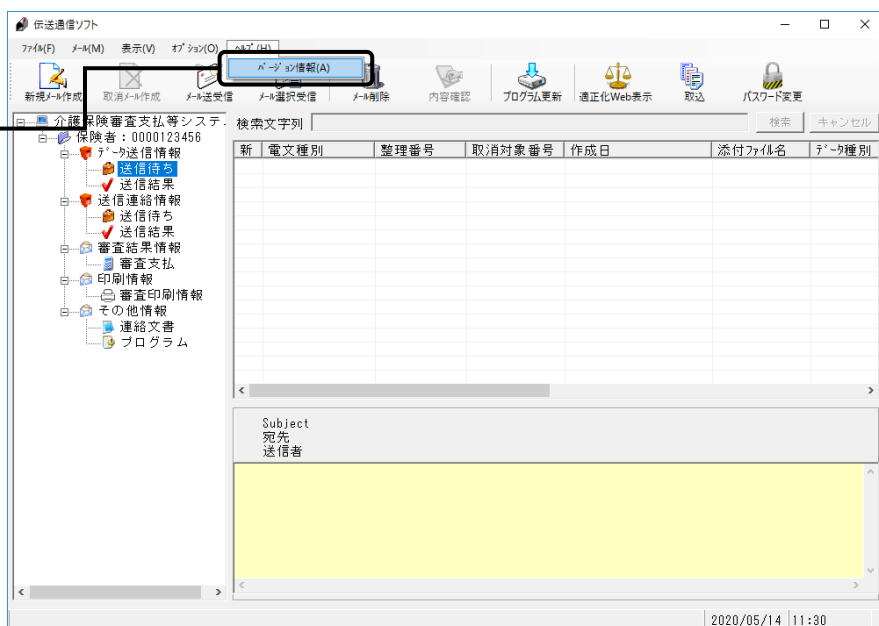 伝送通信ソフト
ﾌｧｲﾙ(F) ﾒｰﾙ(M) 表示(V) ｵﾌﾟｼｮﾝ(O) ﾍﾙﾌﾟ(H)
ﾊﾞｰｼﾞｮﾝ情報(A)
新規ﾒｰﾙ作成 取消ﾒｰﾙ作成 ﾒｰﾙ送受信 ﾒｰﾙ選択受信 ﾒｰﾙ削除 内容確認 ﾌﾟﾛｸﾞﾗﾑ更新 適正化Web表示 取込 ﾊﾟｽﾜｰﾄﾞ変更
介護保険審査支払等システ
検索文字列 検索 キャンセル
保険者：0000123456
新 電文種別 整理番号 取消対象番号 作成日 添付ﾌｧｲﾙ名 ﾃﾞｰﾀ種別
ﾃﾞｰﾀ送信情報
送信待ち
送信結果
送信連絡情報
送信待ち
送信結果
審査結果情報
審査支払
印刷情報
審査印刷情報
その他情報
連絡文書
プログラム
Subject
宛先
送信者
2020/05/14 11:30